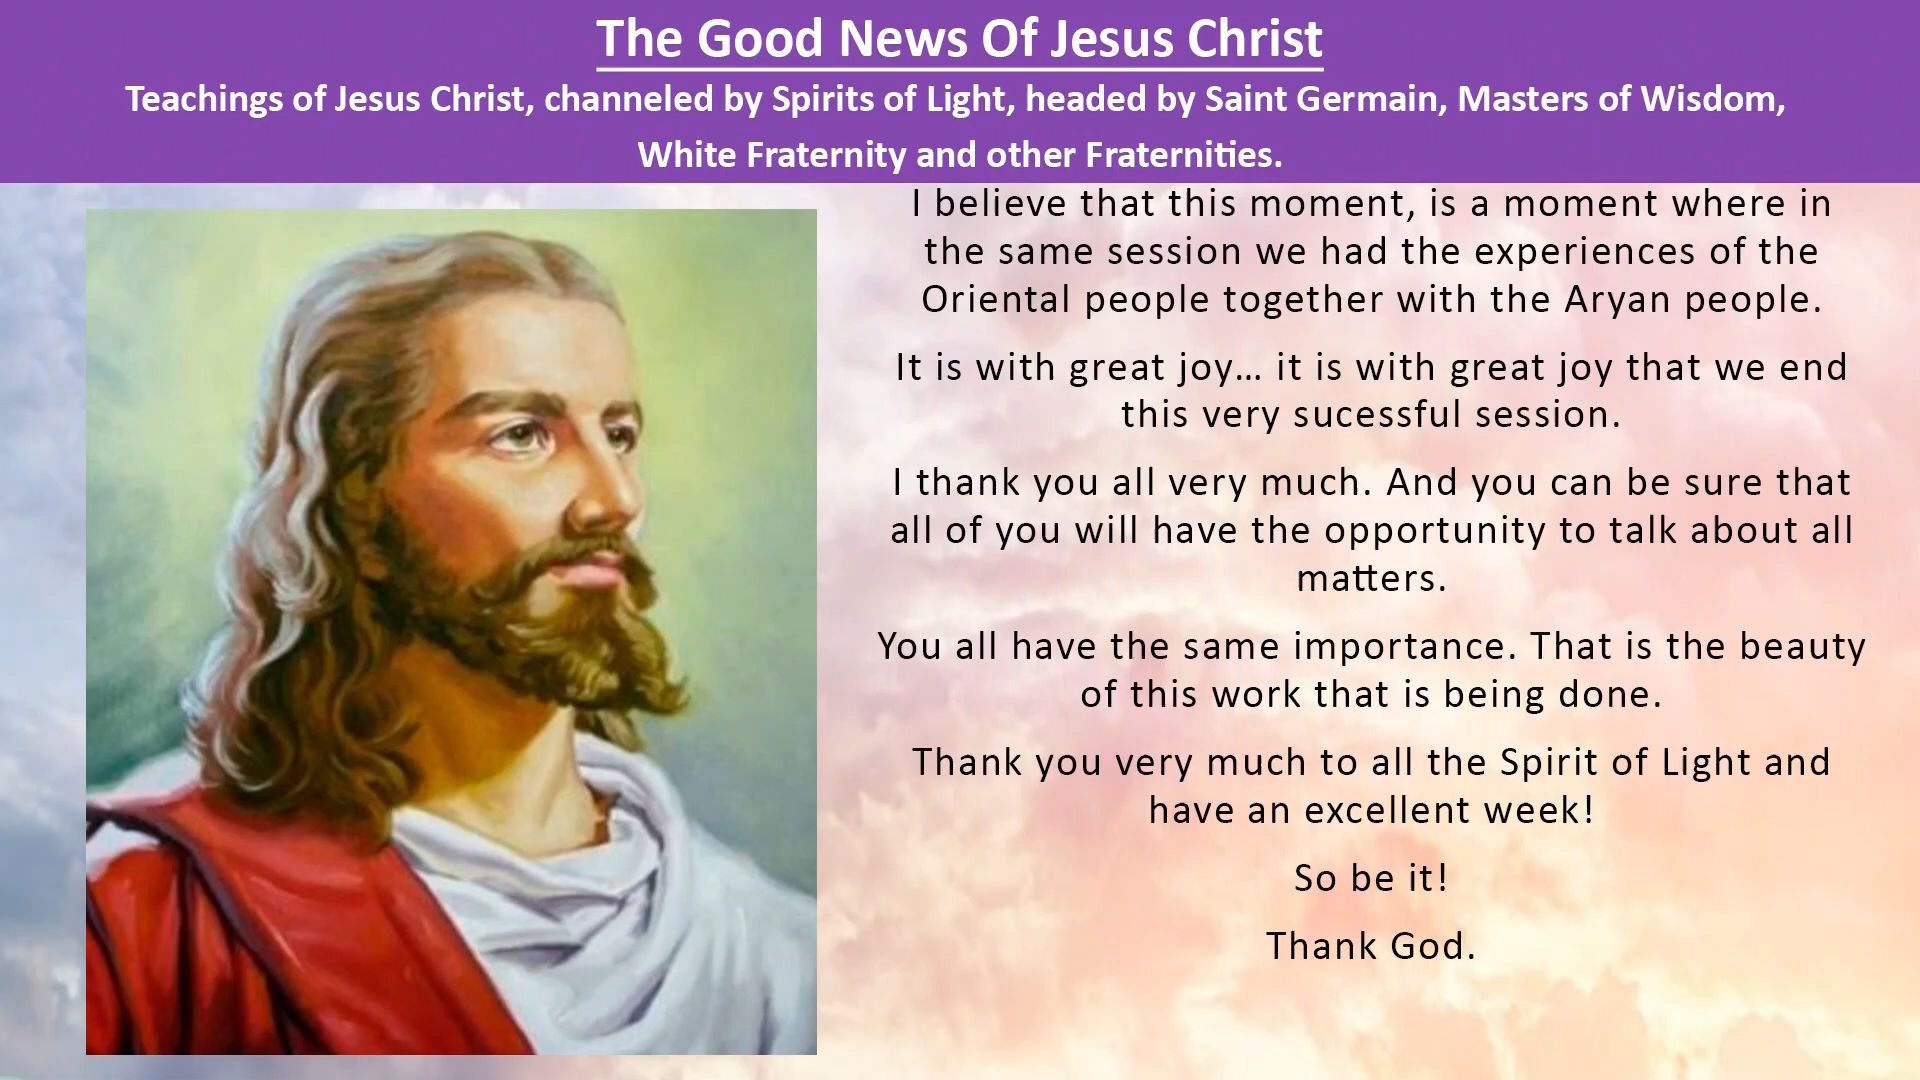 The Good News Of Jesus Christ
Teachings of Jesus Christ, channeled by Spirits of Light, headed by Saint Germain, Masters of Wisdom,
White Fraternity and other Fraternities.
I believe that this moment, is a moment where in
the same session we had the experiences of the
Oriental people together with the Aryan people.
It is with great joy… it is with great joy that we end
this very sucessful session.
I thank you all very much. And you can be sure that
all of you will have the opportunity to talk about all
matters.
You all have the same importance. That is the beauty
of this work that is being done.
Thank you very much to all the Spirit of Light and
have an excellent week!
So be it!
Thank God.